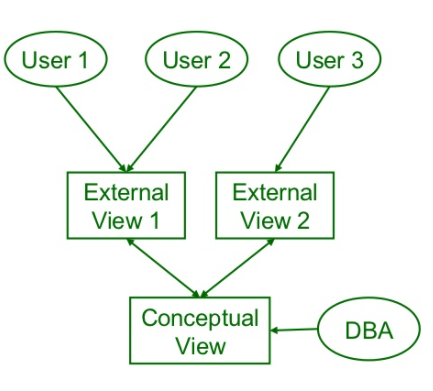 User 1
User 2
User 3
External
View 1
External
View 2
Conceptual
View
DBA